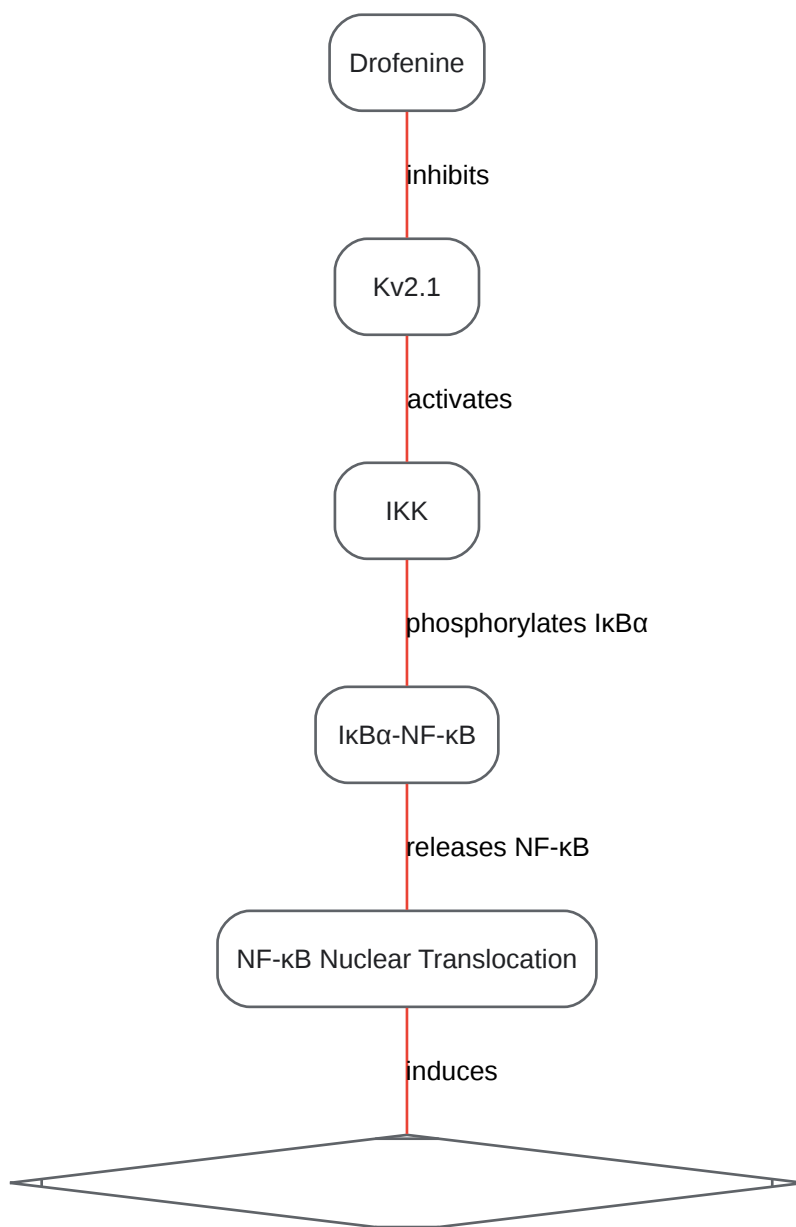 Drofenine
inhibits
Kv2.1
activates
IKK
phosphorylates IκBα
IκBα-NF-κB
releases NF-κB
NF-κB Nuclear Translocation
induces